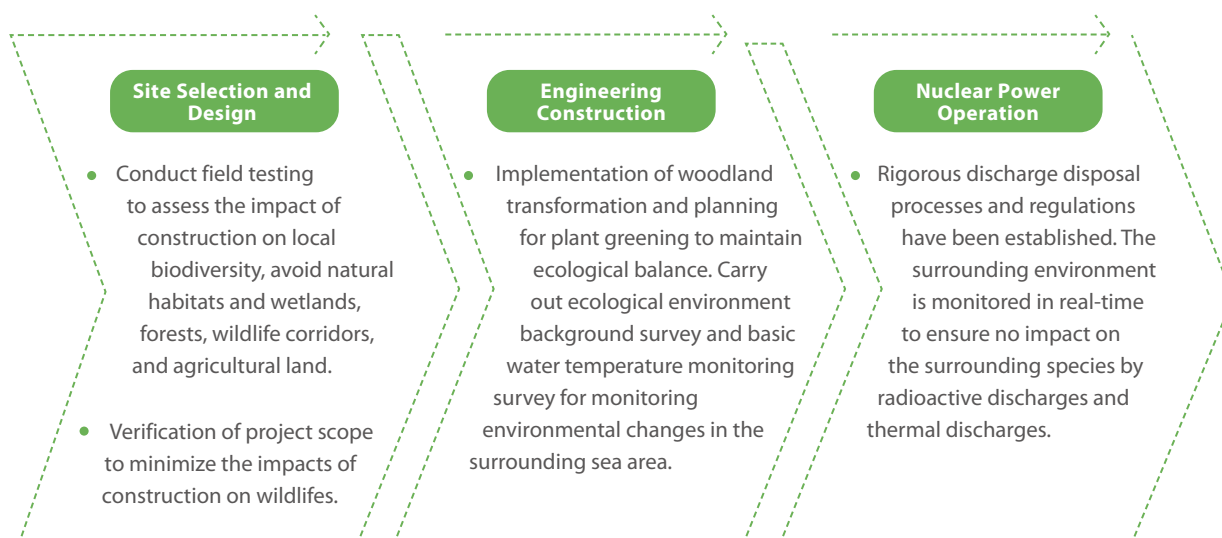 Site Selection and
Design
Conduct field testing
to assess the impact of
construction on local
biodiversity, avoid natural
habitats and wetlands,
forests, wildlife corridors,
and agricultural land.
Verification of project scope
to minimize the impacts of
construction on wildlifes.
Engineering
Construction
Implementation of woodland
transformation and planning
for plant greening to maintain
ecological balance. Carry
out ecological environment
background survey and basic
water temperature monitoring
survey for monitoring
environmental changes in the
surrounding sea area.
Nuclear Power
Operation
Rigorous discharge disposal
processes and regulations
have been established. The
surrounding environment
is monitored in real-time
to ensure no impact on
the surrounding species by
radioactive discharges and
thermal discharges.